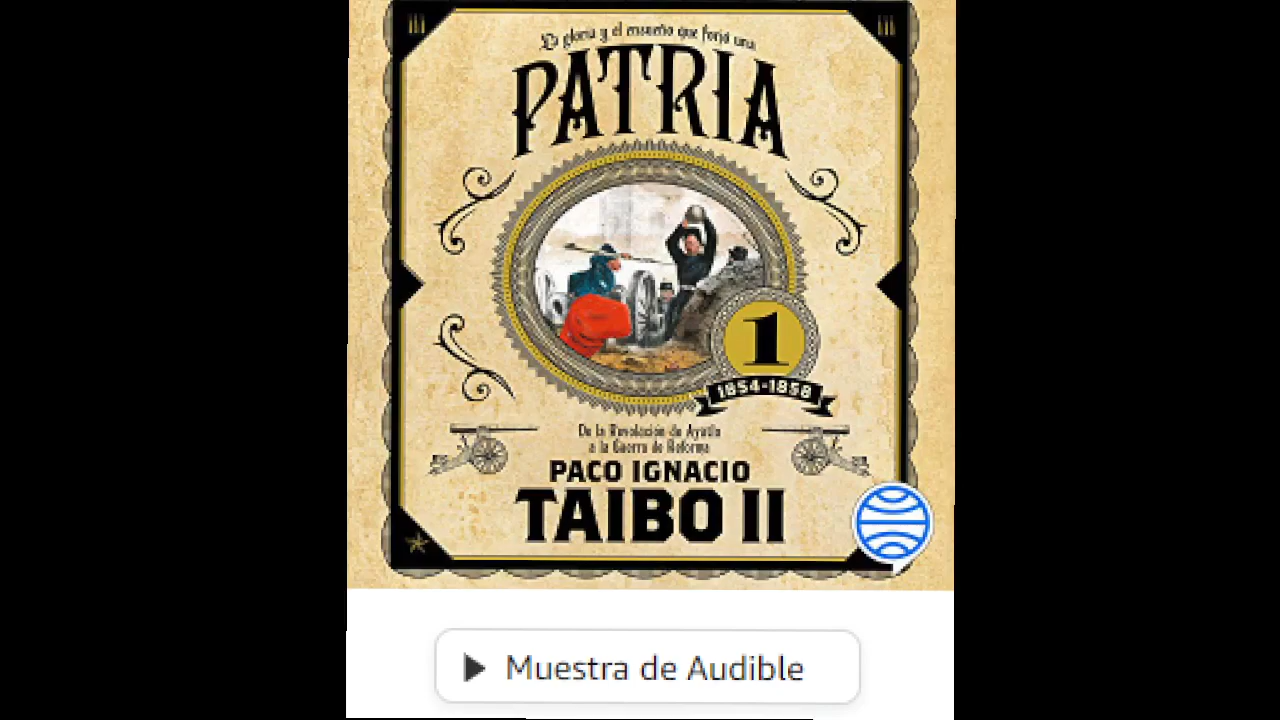 La gloria y el ensueño que forjó una
PATRIA
1
1854-1858
De la Revolución de Ayutla
a la Guerra de Reforma
PACO IGNACIO
TAIBO II
Muestra de Audible